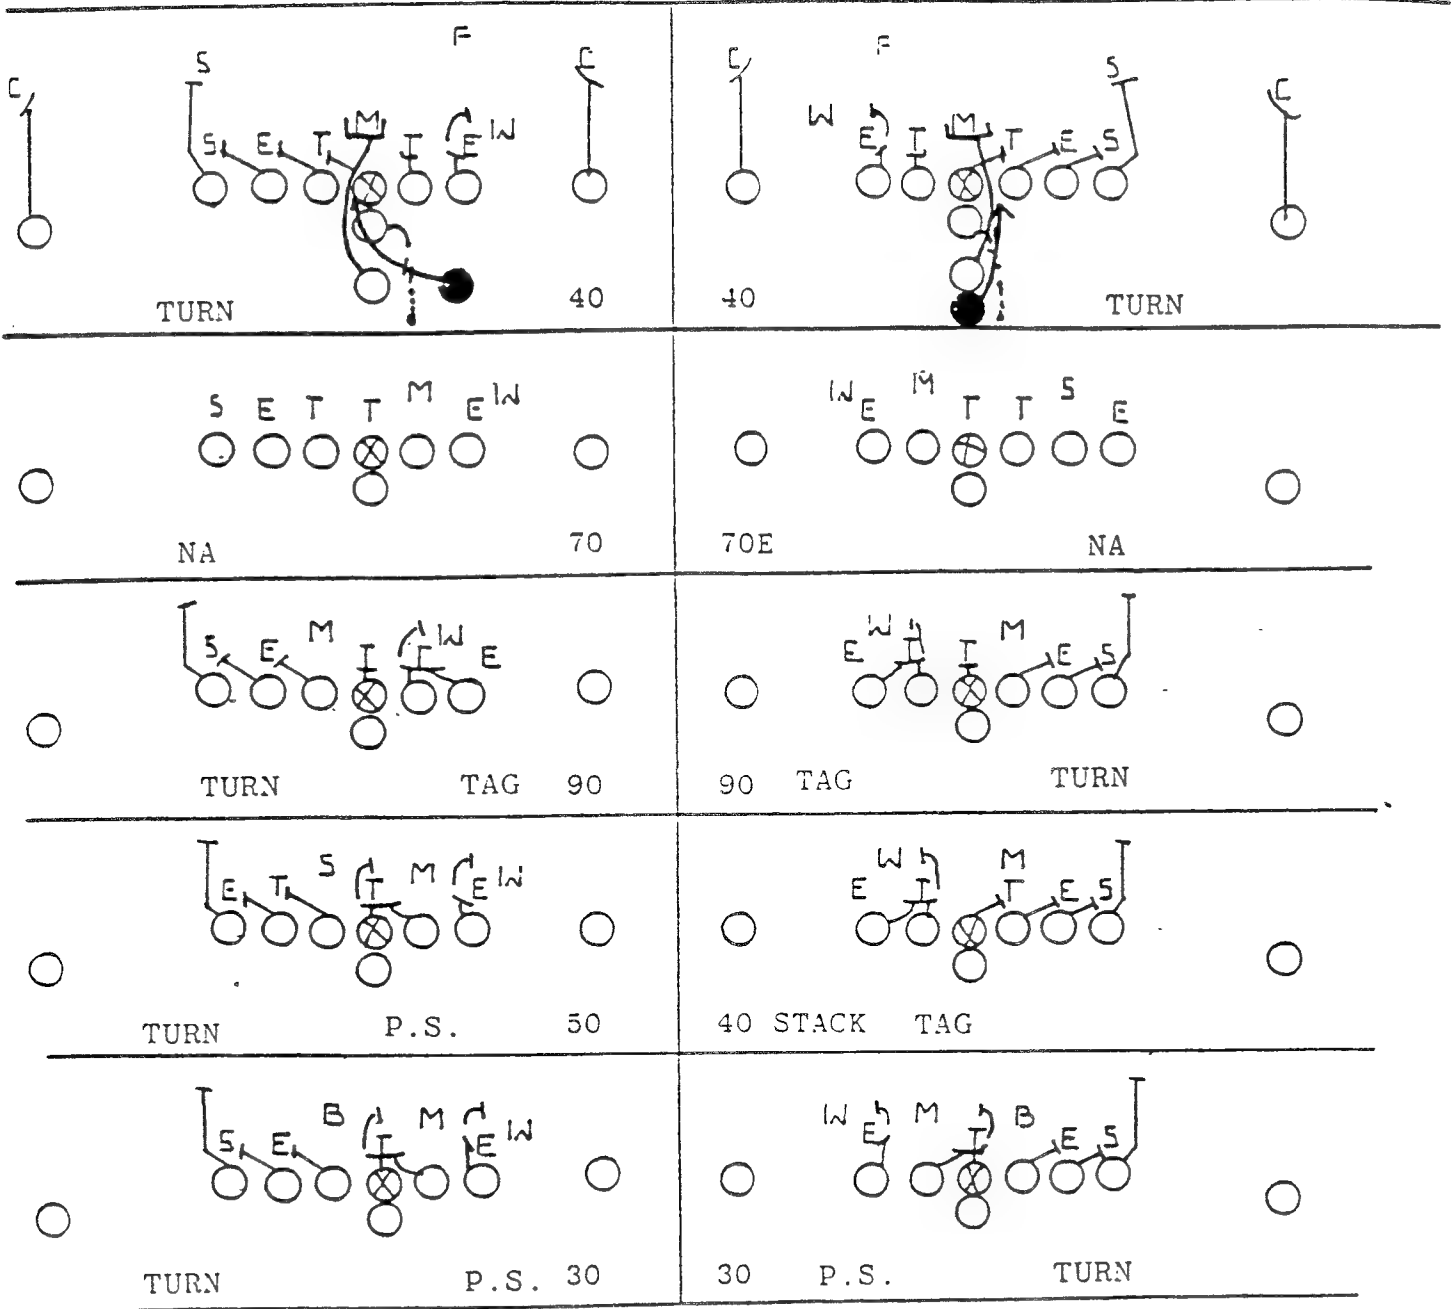 F
S
C
C
S E T M T E W
TURN 40
F
C
S
C
W E T M T E S
40 TURN
S E T T M E W
NA 70
W E M T T S E
70E NA
S E M T T W E
TURN TAG 90
E W T T M E S
90 TAG TURN
E T S T M E W
TURN P.S. 50
E W T M T E S
40 STACK TAG
S E B T M E W
TURN P.S. 30
W E M T B E S
30 P.S. TURN